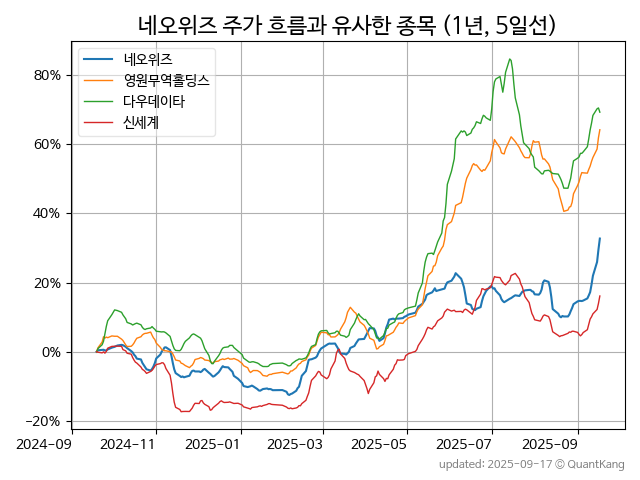 네오위즈 주가 흐름과 유사한 종목 (1년, 5일선)
네오위즈
영원무역홀딩스
다우데이타
신세계
80%
60%
40%
20%
0%
−20%
2024-09 2024-11 2025-01 2025-03 2025-05 2025-07 2025-09
updated: 2025-09-17 © QuantKang